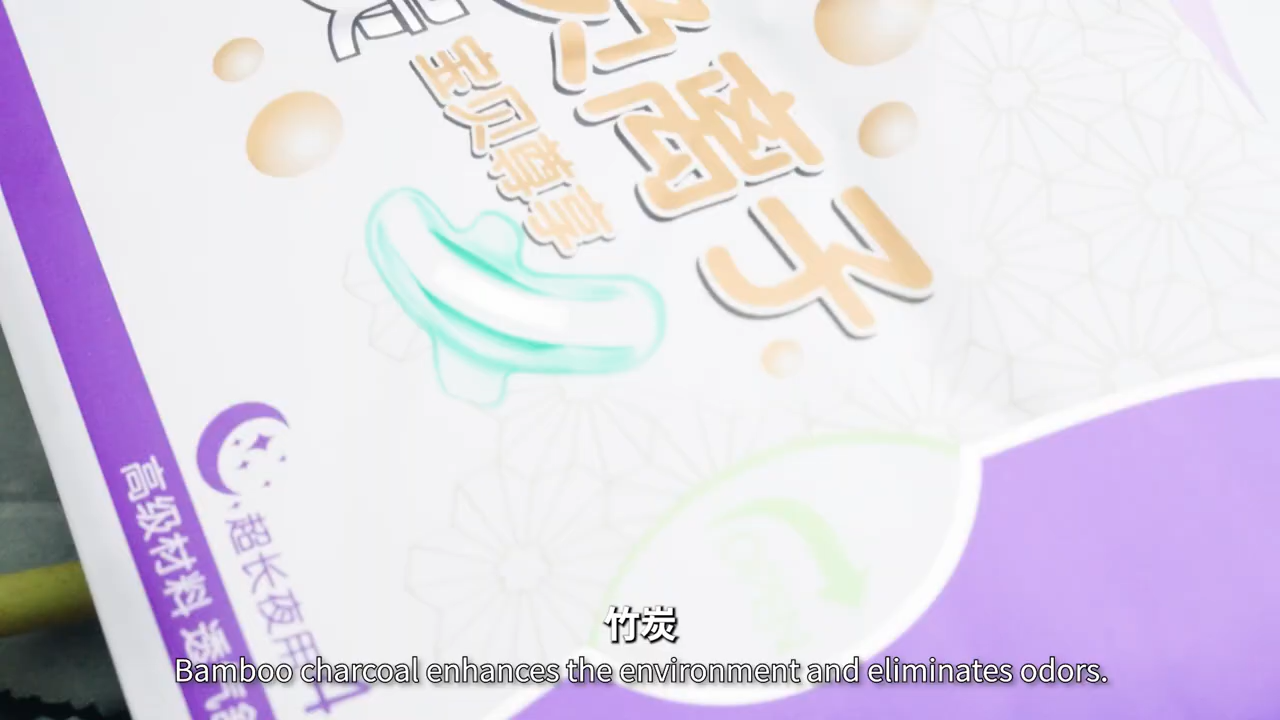 离子
宝贝尊享
超长夜用
高级材料 透气
竹炭
Bamboo charcoal enhances the environment and eliminates odors.